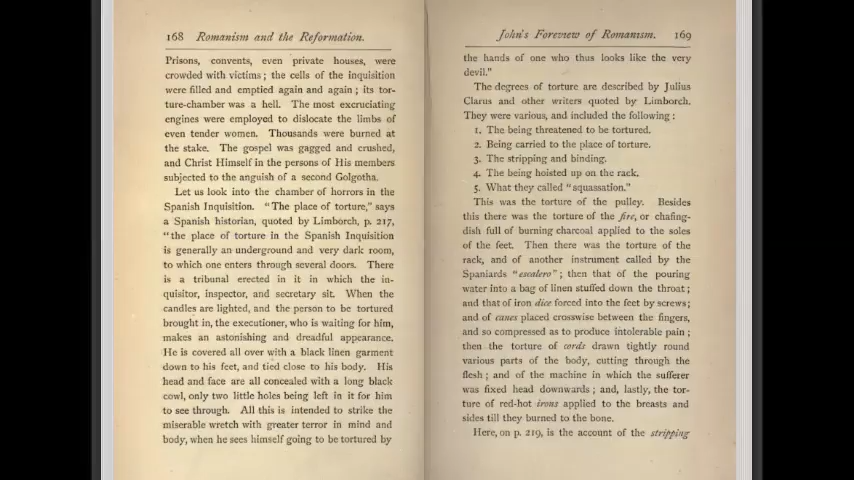 168 Romanism and the Reformation.
Prisons, convents, even private houses, were
crowded with victims; the cells of the inquisition
were filled and emptied again and again; its tor-
ture-chamber was a hell. The most excruciating
engines were employed to dislocate the limbs of
even tender women. Thousands were burned at
the stake. The gospel was gagged and crushed,
and Christ Himself in the persons of His members
subjected to the anguish of a second Golgotha.
Let us look into the chamber of horrors in the
Spanish Inquisition. "The place of torture," says
a Spanish historian, quoted by Limborch, p. 217,
"the place of torture in the Spanish Inquisition
is generally an underground and very dark room,
to which one enters through several doors. There
is a tribunal erected in it in which the in-
quisitor, inspector, and secretary sit. When the
candles are lighted, and the person to be tortured
brought in, the executioner, who is waiting for him,
makes an astonishing and dreadful appearance.
He is covered all over with a black linen garment
down to his feet, and tied close to his body. His
head and face are all concealed with a long black
cowl, only two little holes being left in it for him
to see through. All this is intended to strike the
miserable wretch with greater terror in mind and
body, when he sees himself going to be tortured by
John's Foreview of Romanism. 169
the hands of one who thus looks like the very
devil."
The degrees of torture are described by Julius
Clarus and other writers quoted by Limborch.
They were various, and included the following:
1. The being threatened to be tortured.
2. Being carried to the place of torture.
3. The stripping and binding.
4. The being hoisted up on the rack.
5. What they called "squassation."
This was the torture of the pulley. Besides
this there was the torture of the fire, or chafing-
dish full of burning charcoal applied to the soles
of the feet. Then there was the torture of the
rack, and of another instrument called by the
Spaniards "escalero"; then that of the pouring
water into a bag of linen stuffed down the throat;
and that of iron dice forced into the feet by screws;
and of canes placed crosswise between the fingers,
and so compressed as to produce intolerable pain;
then the torture of cords drawn tightly round
various parts of the body, cutting through the
flesh; and of the machine in which the sufferer
was fixed head downwards; and, lastly, the tor-
ture of red-hot irons applied to the breasts and
sides till they burned to the bone.
Here, on p. 219, is the account of the stripping